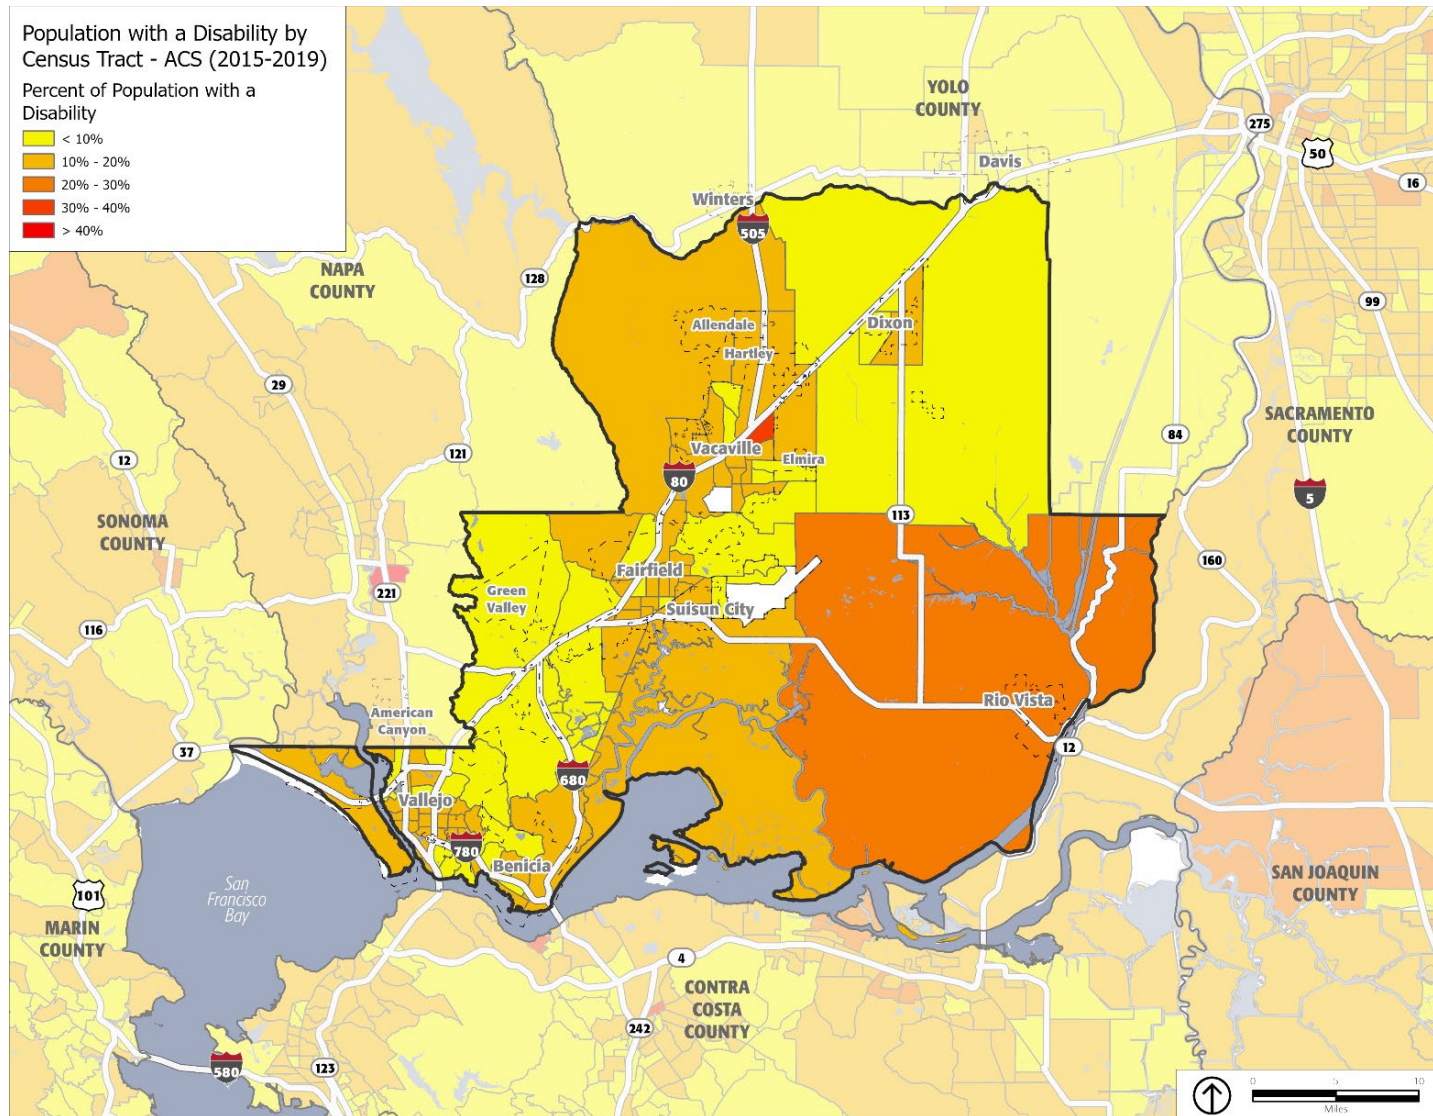 Population with a Disability by
Census Tract - ACS (2015-2019)
Percent of Population with a
Disability
< 10%
10% - 20%
20% - 30%
30% - 40%
> 40%
YOLO
COUNTY
275
50
Davis
16
Winters
505
NAPA
COUNTY
128
99
Allendale
Dixon
Hartley
29
SACRAMENTO
COUNTY
84
Vacaville
121
Elmira
12
80
5
SONOMA
COUNTY
113
160
Fairfield
221
Green
Valley
Suisun City
116
Rio Vista
American
Canyon
37
12
680
Vallejo
780
Benicia
San
Francisco
Bay
101
SAN JOAQUIN
COUNTY
MARIN
COUNTY
4
CONTRA
COSTA
COUNTY
242
580
123
0 5 10
Miles